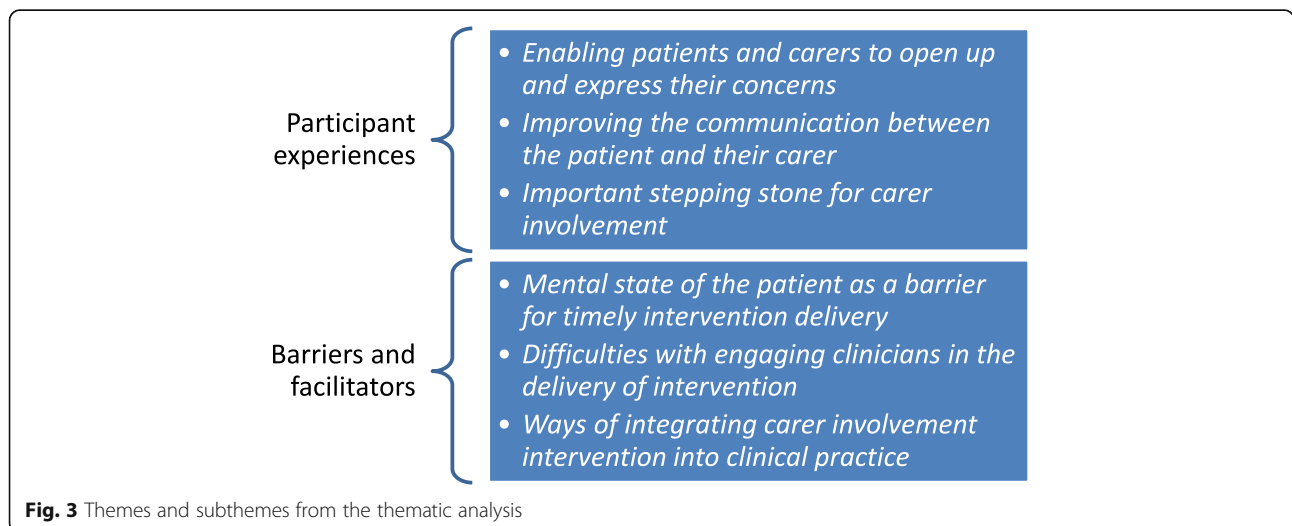 Participant
experiences
• Enabling patients and carers to open up
and express their concerns
• Improving the communication between
the patient and their carer
• Important stepping stone for carer
involvement
Barriers and
facilitators
• Mental state of the patient as a barrier
for timely intervention delivery
• Difficulties with engaging clinicians in the
delivery of intervention
• Ways of integrating carer involvement
intervention into clinical practice
Fig. 3 Themes and subthemes from the thematic analysis